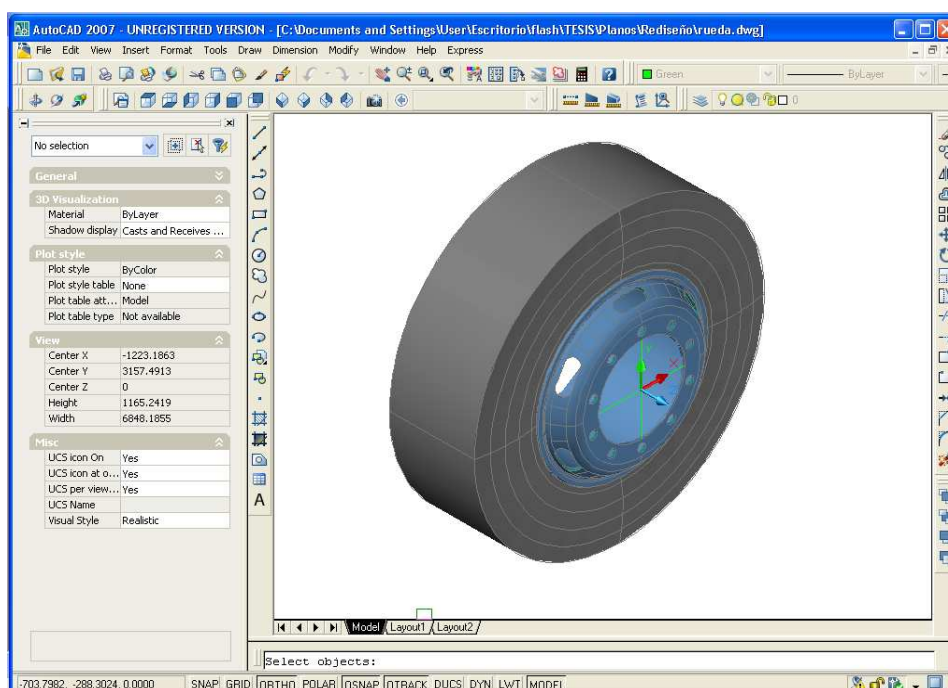 AutoCAD 2007 - UNREGISTERED VERSION - [C:\Documents and Settings\User\Escritorio\flash\TESIS\Planos\Rediseño\rueda.dwg]
File Edit View Insert Format Tools Draw Dimension Modify Window Help Express
Green ByLayer
0
No selection
General
3D Visualization
Material ByLayer
Shadow display Casts and Receives ...
Plot style
Plot style ByColor
Plot style table None
Plot table att... Model
Plot table type Not available
View
Center X -1223.1863
Center Y 3157.4913
Center Z 0
Height 1165.2419
Width 6848.1855
Misc
UCS icon On Yes
UCS icon at o... Yes
UCS per view... Yes
UCS Name
Visual Style Realistic
A
Y
X
Model Layout1 Layout2
Select objects:
-703.7982, -288.3024, 0.0000 SNAP GRID ORTHO POLAR OSNAP OTRACK DUCS DYN LWT MODEL